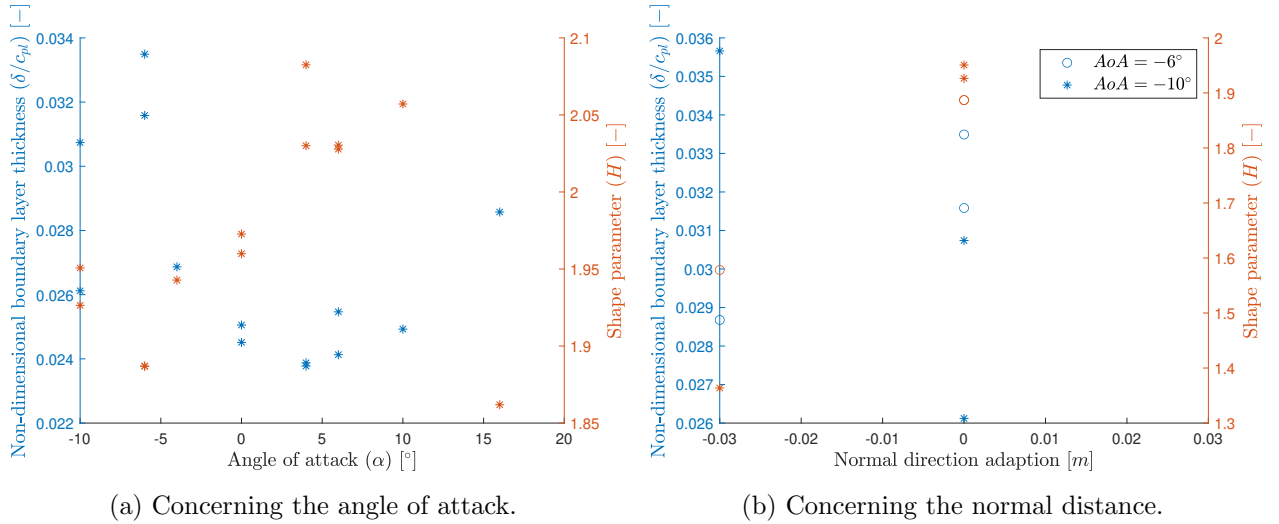 Non-dimensional boundary layer thickness (δ/c_pl) [−]
0.034
0.032
0.03
0.028
0.026
0.024
0.022
2.1
2.05
2
1.95
1.9
1.85
Shape parameter (H) [−]
-10 -5 0 5 10 15 20
Angle of attack (α) [°]
(a) Concerning the angle of attack.
Non-dimensional boundary layer thickness (δ/c_pl) [−]
0.036
0.035
0.034
0.033
0.032
0.031
0.03
0.029
0.028
0.027
0.026
AoA = −6°
AoA = −10°
2
1.9
1.8
1.7
1.6
1.5
1.4
1.3
Shape parameter (H) [−]
-0.03 -0.02 -0.01 0 0.01 0.02 0.03
Normal direction adaption [m]
(b) Concerning the normal distance.